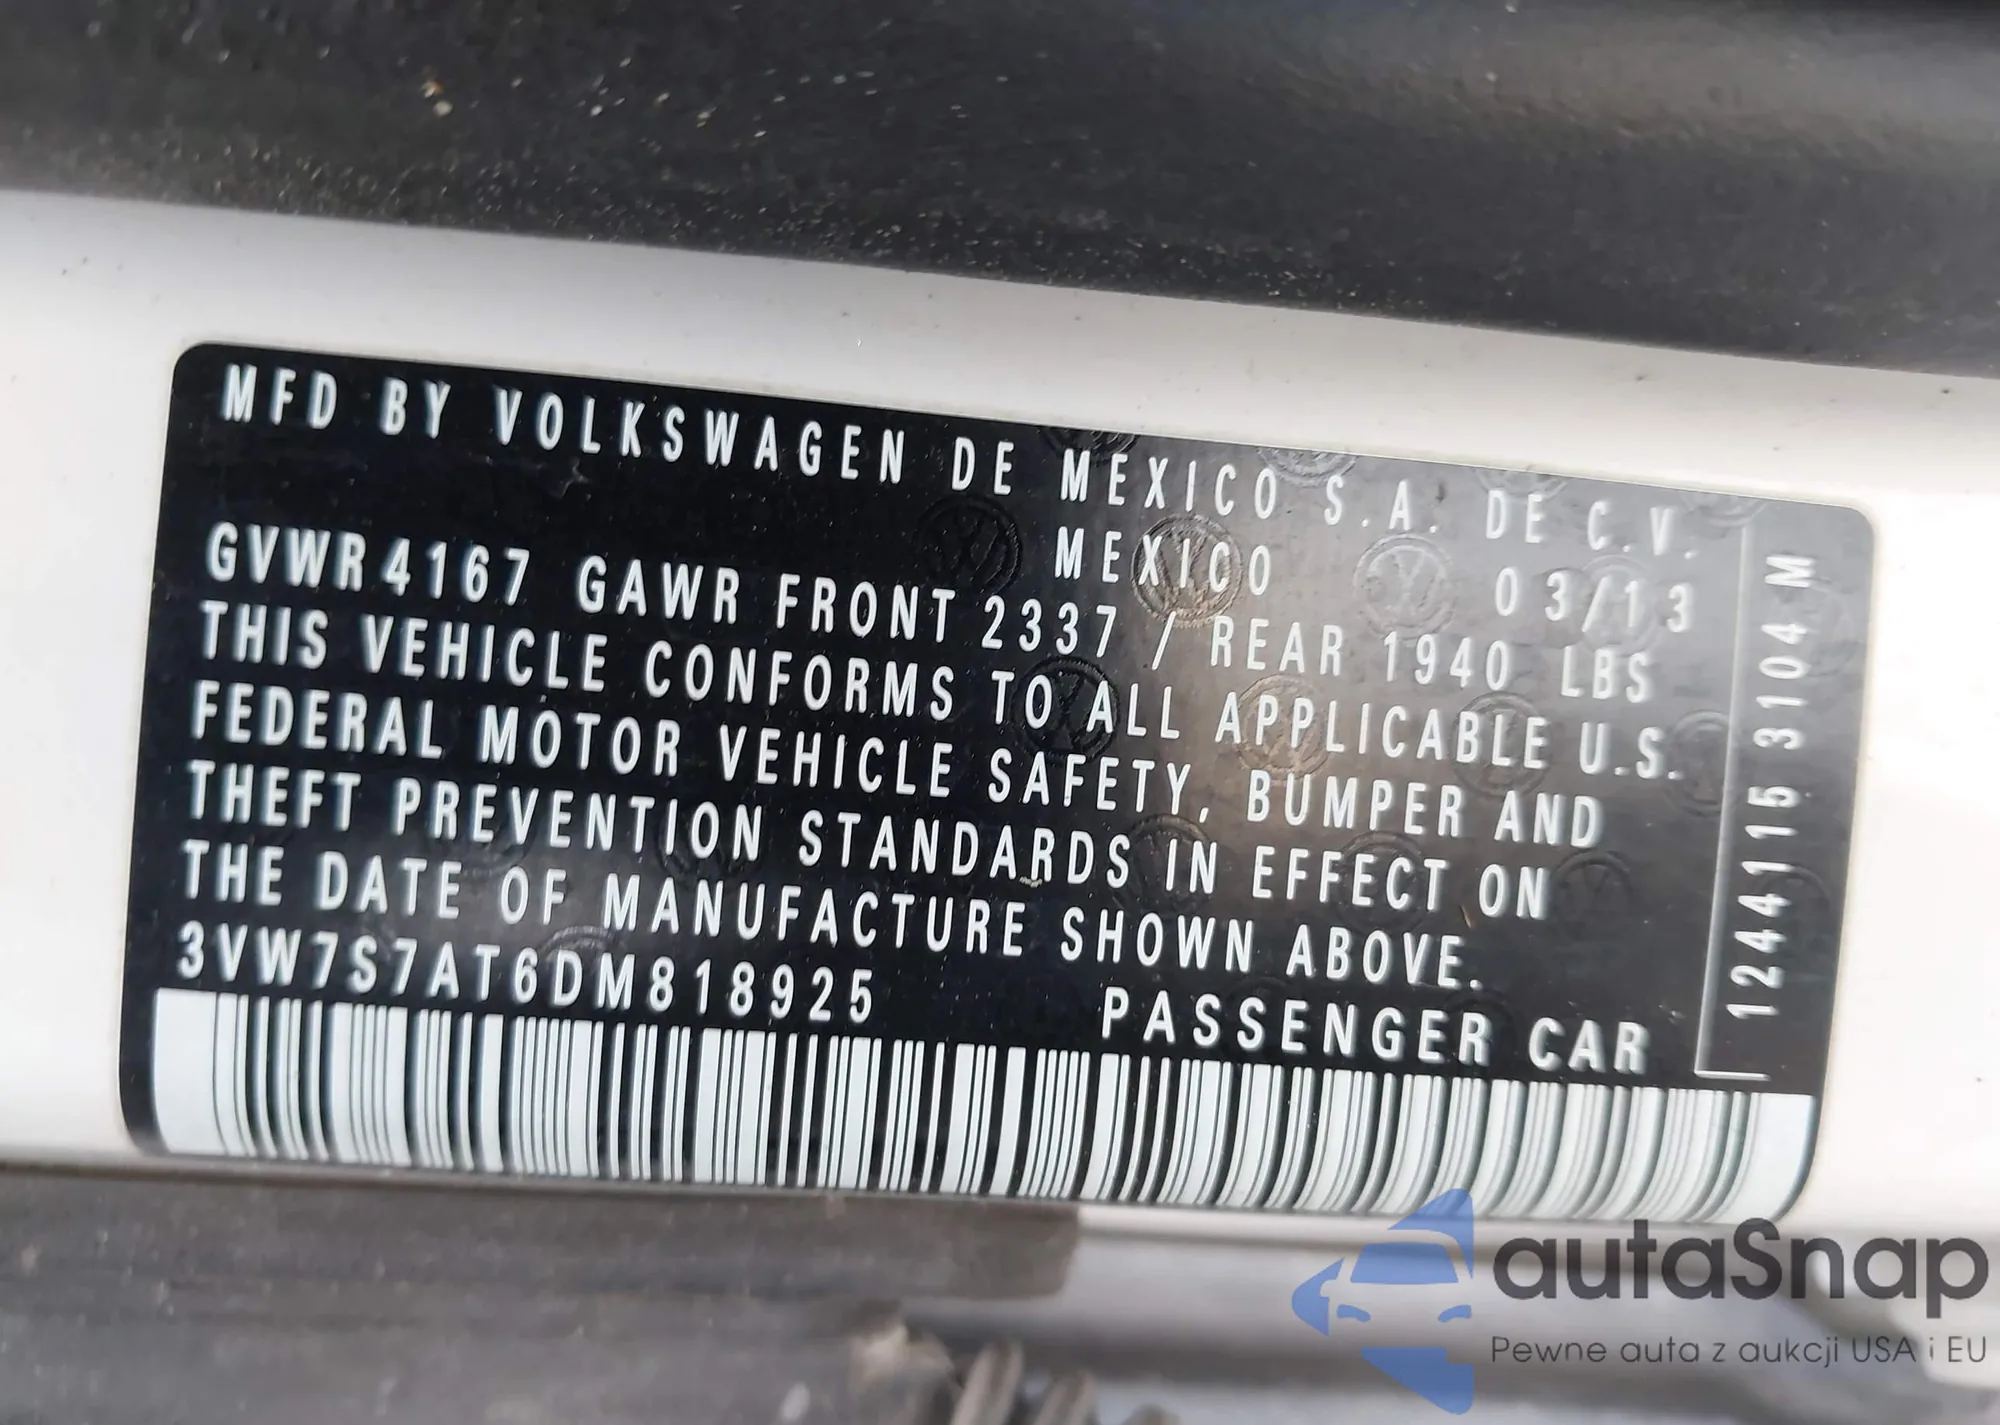 MFD BY VOLKSWAGEN DE MEXICO S.A. DE C.V.
MEXICO 03/13
GVWR 4167 GAWR FRONT 2337 / REAR 1940 LBS
THIS VEHICLE CONFORMS TO ALL APPLICABLE U.S.
FEDERAL MOTOR VEHICLE SAFETY, BUMPER AND
THEFT PREVENTION STANDARDS IN EFFECT ON
THE DATE OF MANUFACTURE SHOWN ABOVE.
3VW7S7AT6DM818925 PASSENGER CAR
1244115 3104 M
autaSnap
Pewne auta z aukcji USA i EU